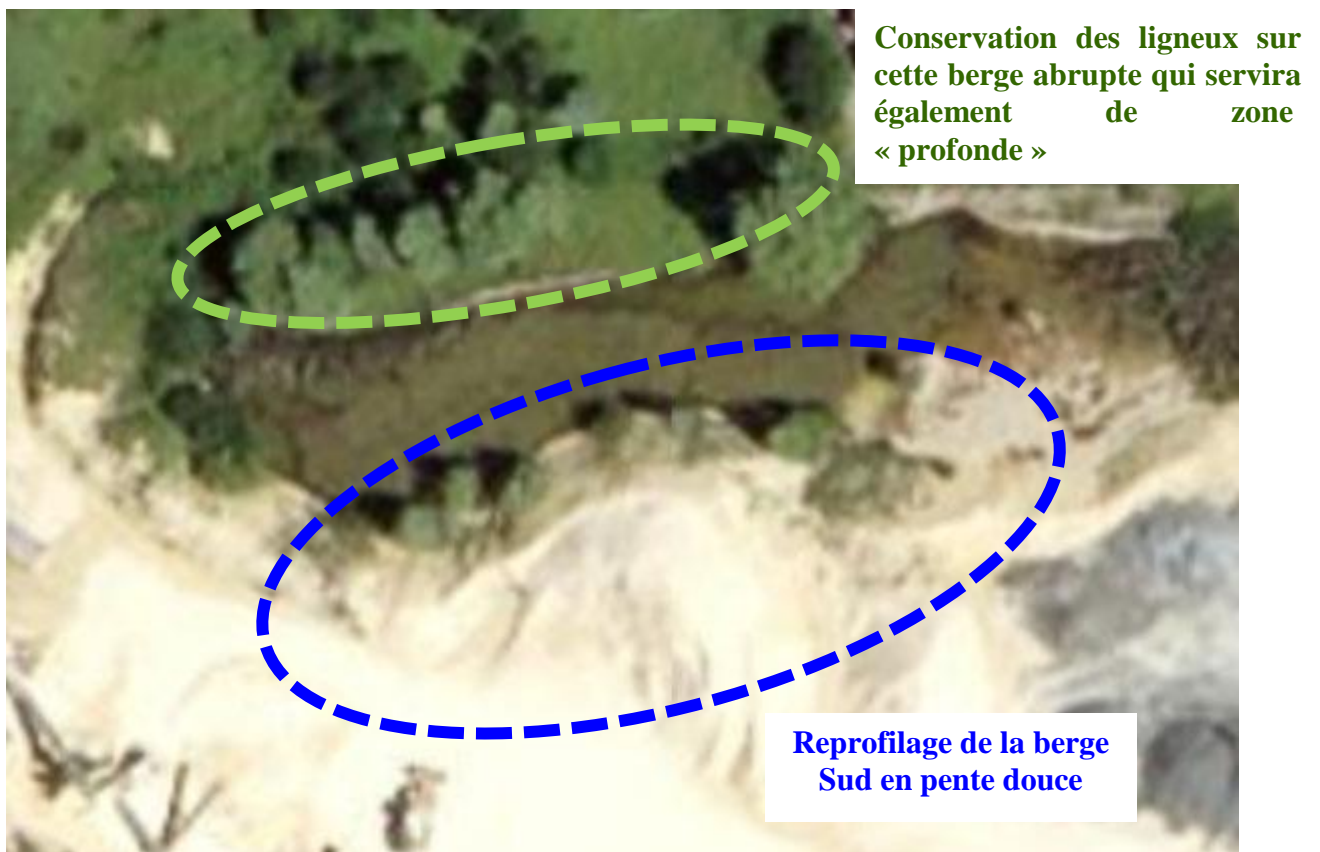 Conservation des ligneux sur
cette berge abrupte qui servira
également de zone
« profonde »
Reprofilage de la berge
Sud en pente douce